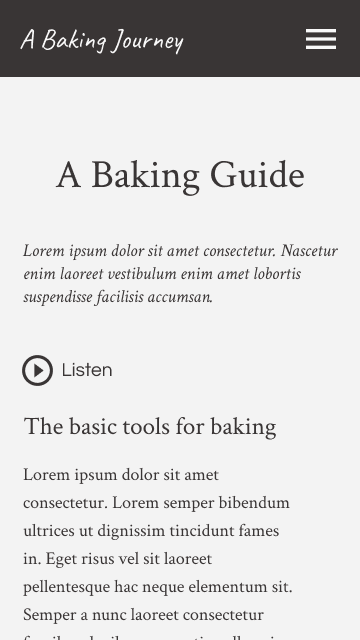 A Baking Journey
A Baking Guide
Lorem ipsum dolor sit amet consectetur. Nascetur
enim laoreet vestibulum enim amet lobortis
suspendisse facilisis accumsan.
Listen
The basic tools for baking
Lorem ipsum dolor sit amet
consectetur. Lorem semper bibendum
ultrices ut dignissim tincidunt fames
in. Eget risus vel sit laoreet
pellentesque hac neque elementum sit.
Semper a nunc laoreet consectetur